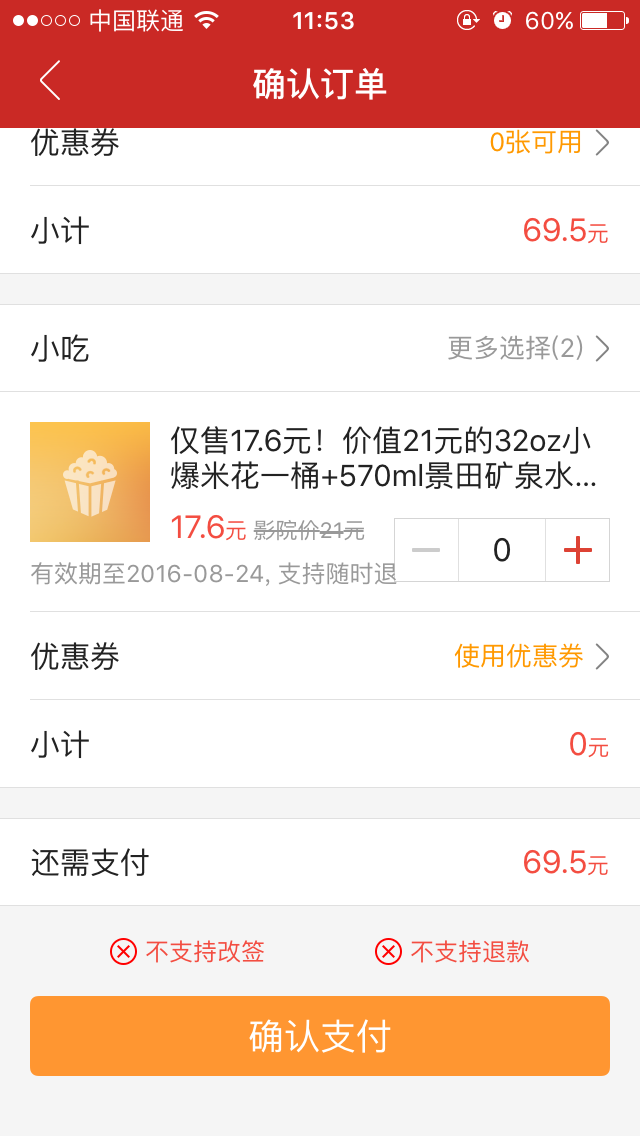 中国联通 11:53 60%
确认订单
优惠券 0张可用
小计 69.5元
小吃 更多选择(2)
仅售17.6元！价值21元的32oz小
爆米花一桶+570ml景田矿泉水...
17.6元 影院价21元
0
有效期至2016-08-24, 支持随时退
优惠券 使用优惠券
小计 0元
还需支付 69.5元
不支持改签 不支持退款
确认支付